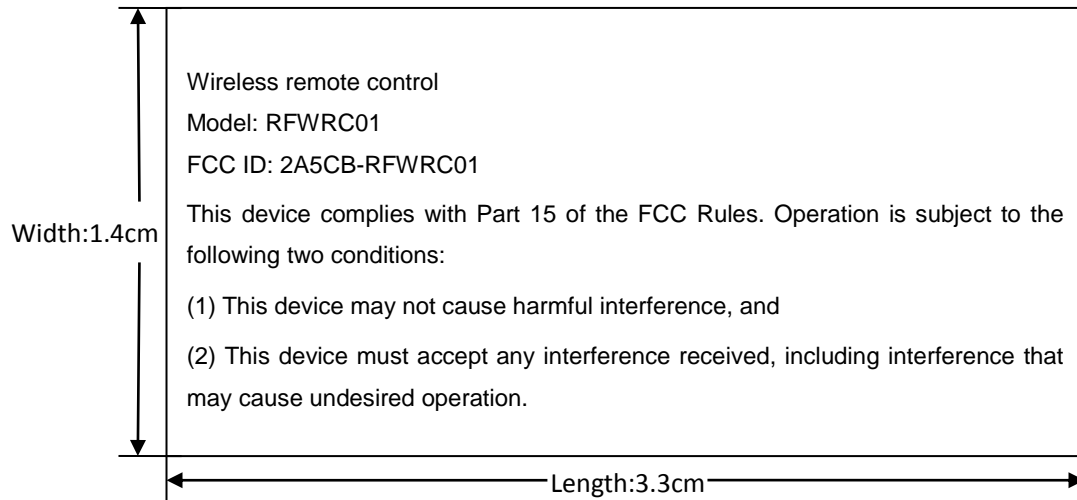 Wireless remote control
Model: RFWRC01
FCC ID: 2A5CB-RFWRC01
This device complies with Part 15 of the FCC Rules. Operation is subject to the
following two conditions:
Width:1.4cm
(1) This device may not cause harmful interference, and
(2) This device must accept any interference received, including interference that
may cause undesired operation.
Length:3.3cm